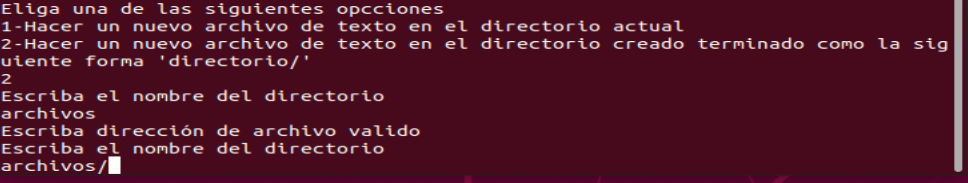 Eliga una de las siguientes opcciones
1-Hacer un nuevo archivo de texto en el directorio actual
2-Hacer un nuevo archivo de texto en el directorio creado terminado como la sig
uiente forma 'directorio/'
2
Escriba el nombre del directorio
archivos
Escriba dirección de archivo valido
Escriba el nombre del directorio
archivos/